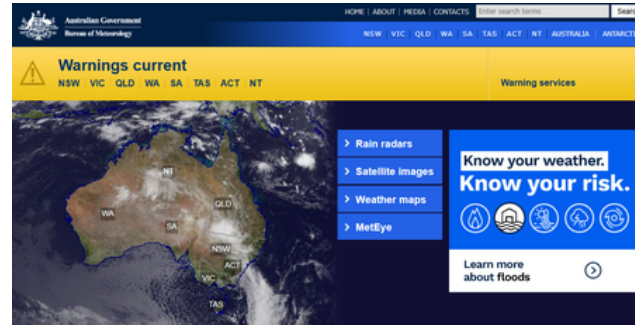 Australian Government
Bureau of Meteorology
HOME | ABOUT | MEDIA | CONTACTS
Enter search terms
Searc
NSW | VIC | QLD | WA | SA | TAS | ACT | NT | AUSTRALIA | ANTARCTI
Warnings current
NSW | VIC | QLD | WA | SA | TAS | ACT | NT
Warning services
NT
WA
QLD
SA
NSW
ACT
VIC
TAS
> Rain radars
> Satellite images
> Weather maps
> MetEye
Know your weather.
Know your risk.
Learn more
about floods